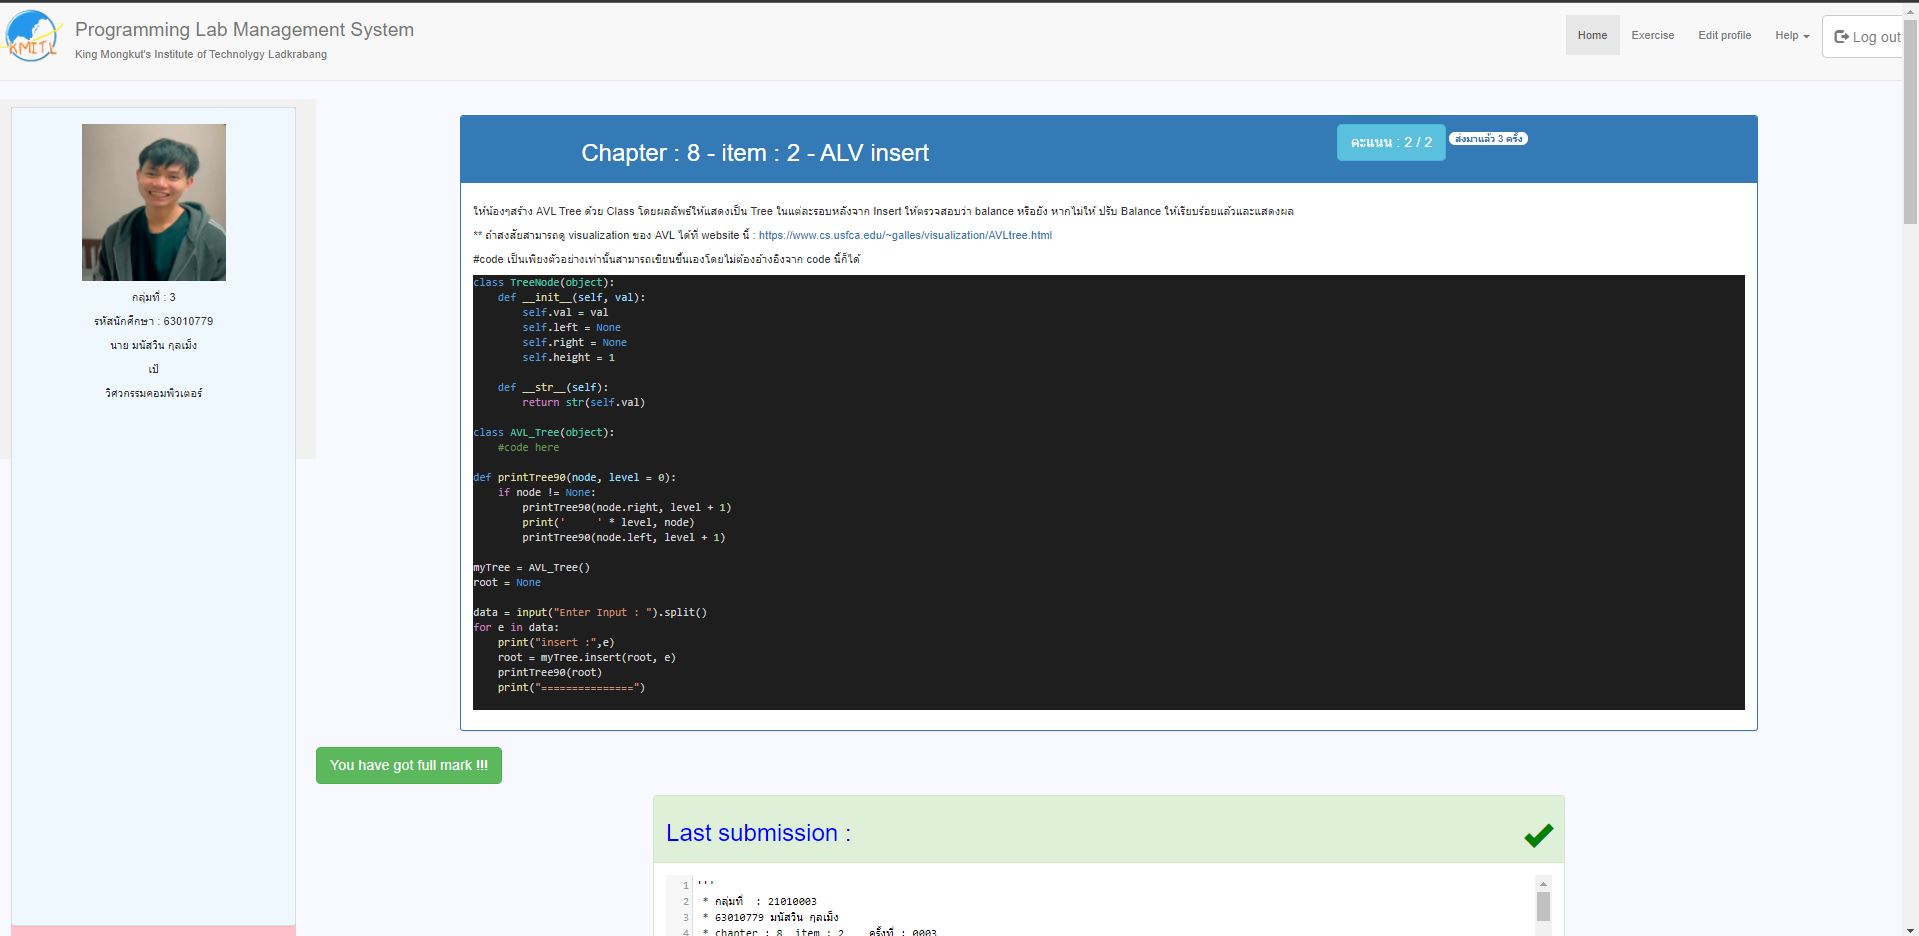 KMITL
Programming Lab Management System
King Mongkut's Institute of Technolygy Ladkrabang
Home
Exercise
Edit profile
Help
Log out
กลุ่มที่ : 3
รหัสนักศึกษา : 63010779
นาย มนัสวิน กุลเม็ง
เป้
วิศวกรรมคอมพิวเตอร์
Chapter : 8 - item : 2 - ALV insert
คะแนน : 2 / 2
ส่งมาแล้ว 3 ครั้ง
ให้น้องๆสร้าง AVL Tree ด้วย Class โดยผลลัพธ์ให้แสดงเป็น Tree ในแต่ละรอบหลังจาก Insert ให้ตรวจสอบว่า balance หรือยัง หากไม่ให้ ปรับ Balance ให้เรียบร้อยแล้วและแสดงผล
** ถ้าสงสัยสามารถดู visualization ของ AVL ได้ที่ website นี้ : https://www.cs.usfca.edu/~galles/visualization/AVLtree.html
#code เป็นเพียงตัวอย่างเท่านั้นสามารถเขียนขึ้นเองโดยไม่ต้องอ้างอิงจาก code นี้ก็ได้
class TreeNode(object):
    def __init__(self, val):
        self.val = val
        self.left = None
        self.right = None
        self.height = 1
    def __str__(self):
        return str(self.val)
class AVL_Tree(object):
    #code here
def printTree90(node, level = 0):
    if node != None:
        printTree90(node.right, level + 1)
        print('     ' * level, node)
        printTree90(node.left, level + 1)
myTree = AVL_Tree()
root = None
data = input("Enter Input : ").split()
for e in data:
    print("insert :",e)
    root = myTree.insert(root, e)
    printTree90(root)
    print("===============")
You have got full mark !!!
Last submission :
1 '''
2 * กลุ่มที่ : 21010003
3 * 63010779 มนัสวิน กุลเม็ง
4 * chapter : 8 item : 2 ครั้งที่ : 0003